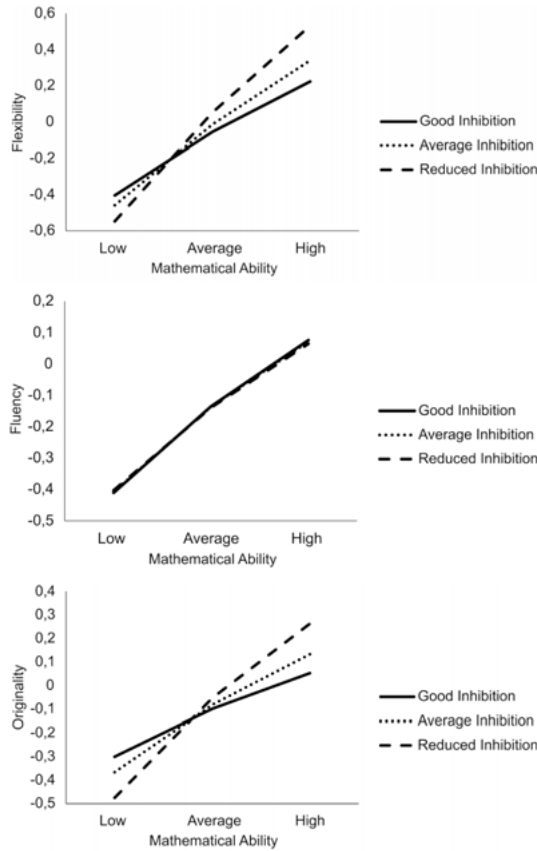 0,6
0,4
0,2
0
-0,2
-0,4
-0,6
Flexibility
Low Average High
Mathematical Ability
Good Inhibition
Average Inhibition
Reduced Inhibition
0,2
0,1
0
-0,1
-0,2
-0,3
-0,4
-0,5
Fluency
Low Average High
Mathematical Ability
Good Inhibition
Average Inhibition
Reduced Inhibition
0,4
0,3
0,2
0,1
0
-0,1
-0,2
-0,3
-0,4
-0,5
Originality
Low Average High
Mathematical Ability
Good Inhibition
Average Inhibition
Reduced Inhibition